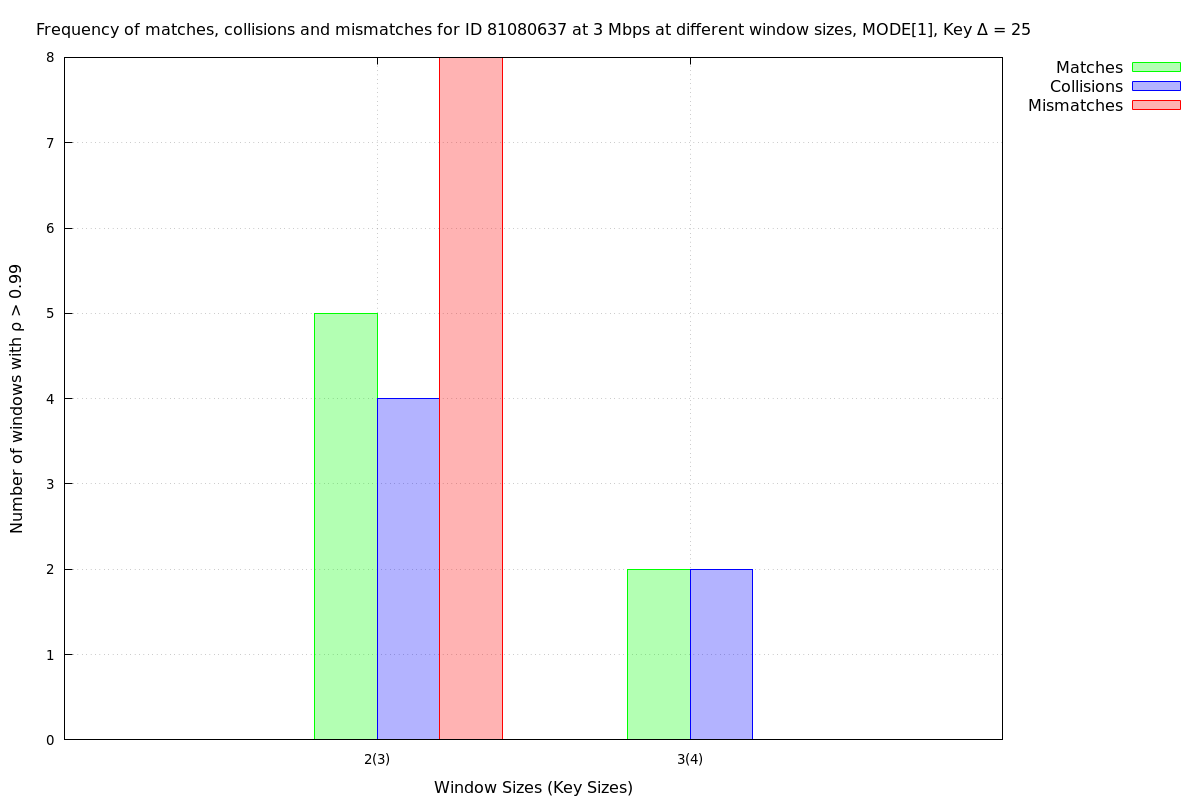 Frequency of matches, collisions and mismatches for ID 81080637 at 3 Mbps at different window sizes, MODE[1], Key Δ = 25
Matches
Collisions
Mismatches
Number of windows with ρ > 0.99
8
7
6
5
4
3
2
1
0
2(3) 3(4)
Window Sizes (Key Sizes)